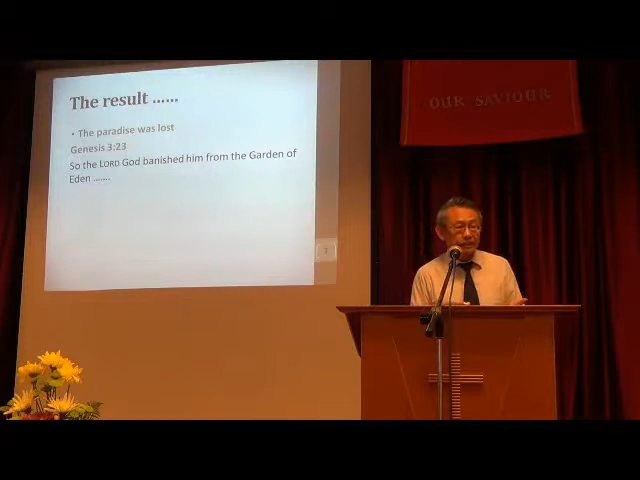 The result ......
• The paradise was lost
Genesis 3:23
So the LORD God banished him from the Garden of
Eden .......
OUR SAVIOUR